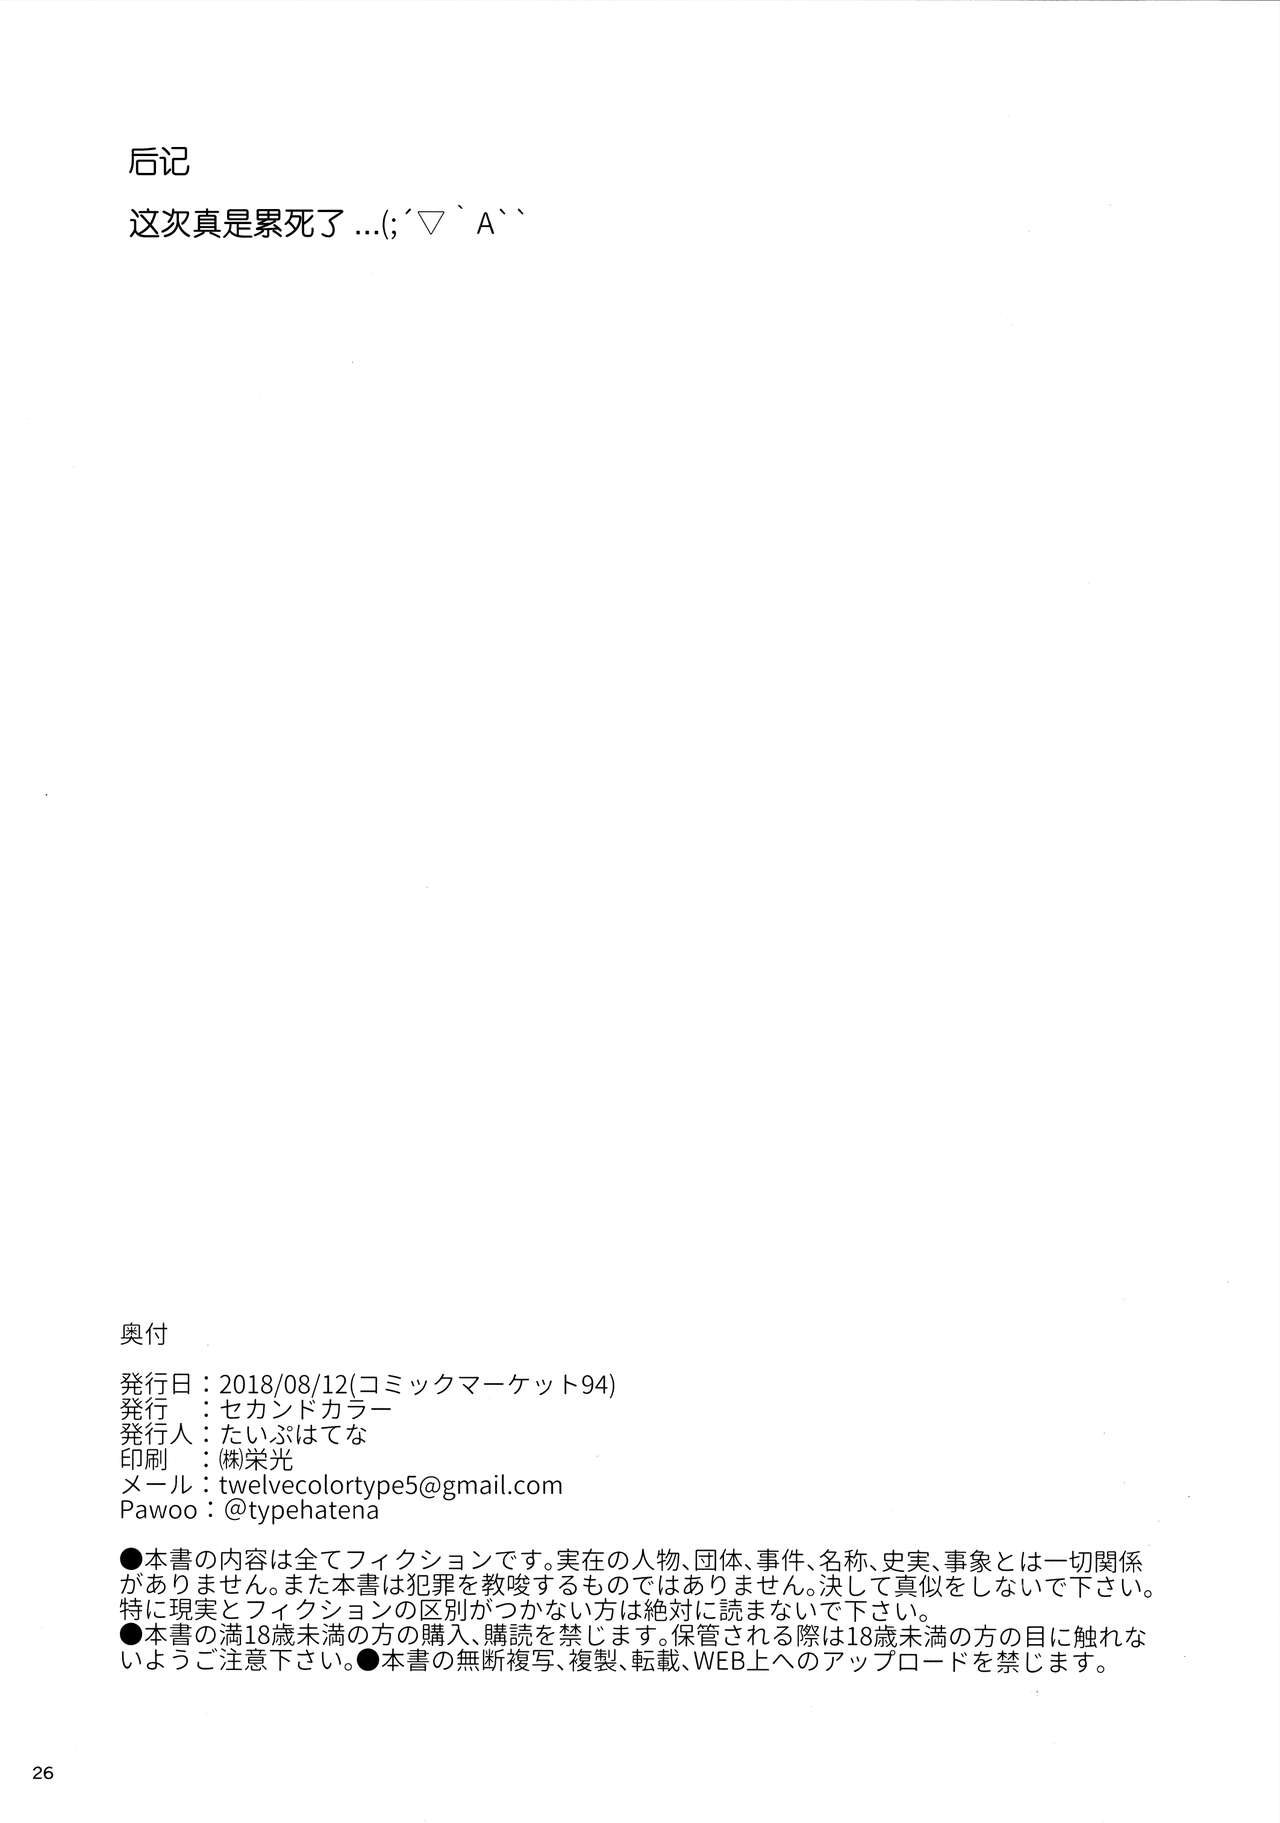 后记
这次真是累死了 ...(;´▽｀A``
奥付
発行日：2018/08/12(コミックマーケット94)
発行　：セカンドカラー
発行人：たいぷはてな
印刷　：㈱栄光
メール：twelvecolortype5@gmail.com
Pawoo：@typehatena
●本書の内容は全てフィクションです。実在の人物、団体、事件、名称、史実、事象とは一切関係
がありません。また本書は犯罪を教唆するものではありません。決して真似をしないで下さい。
特に現実とフィクションの区別がつかない方は絶対に読まないで下さい。
●本書の満18歳未満の方の購入、購読を禁じます。保管される際は18歳未満の方の目に触れな
いようご注意下さい。●本書の無断複写、複製、転載、WEB上へのアップロードを禁じます。
26